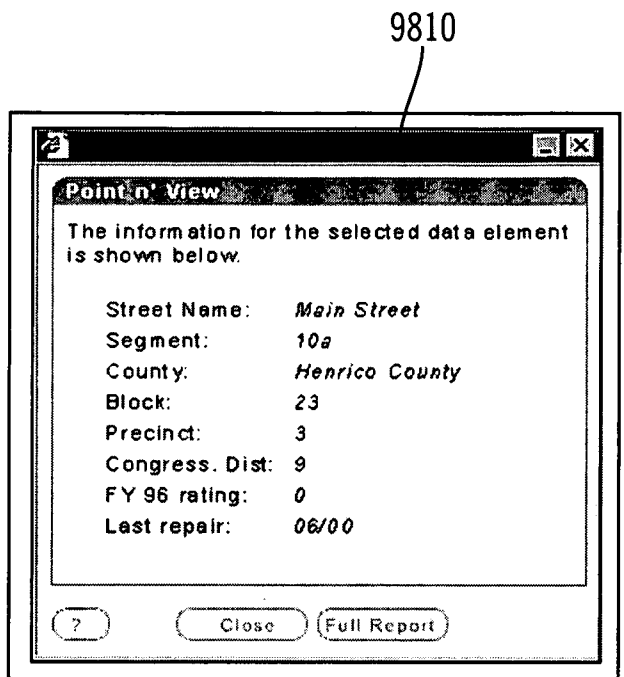 9810
Point n' View
The information for the selected data element
is shown below.
Street Name: Main Street
Segment: 10a
County: Henrico County
Block: 23
Precinct: 3
Congress. Dist: 9
FY 96 rating: 0
Last repair: 06/00
? Close Full Report